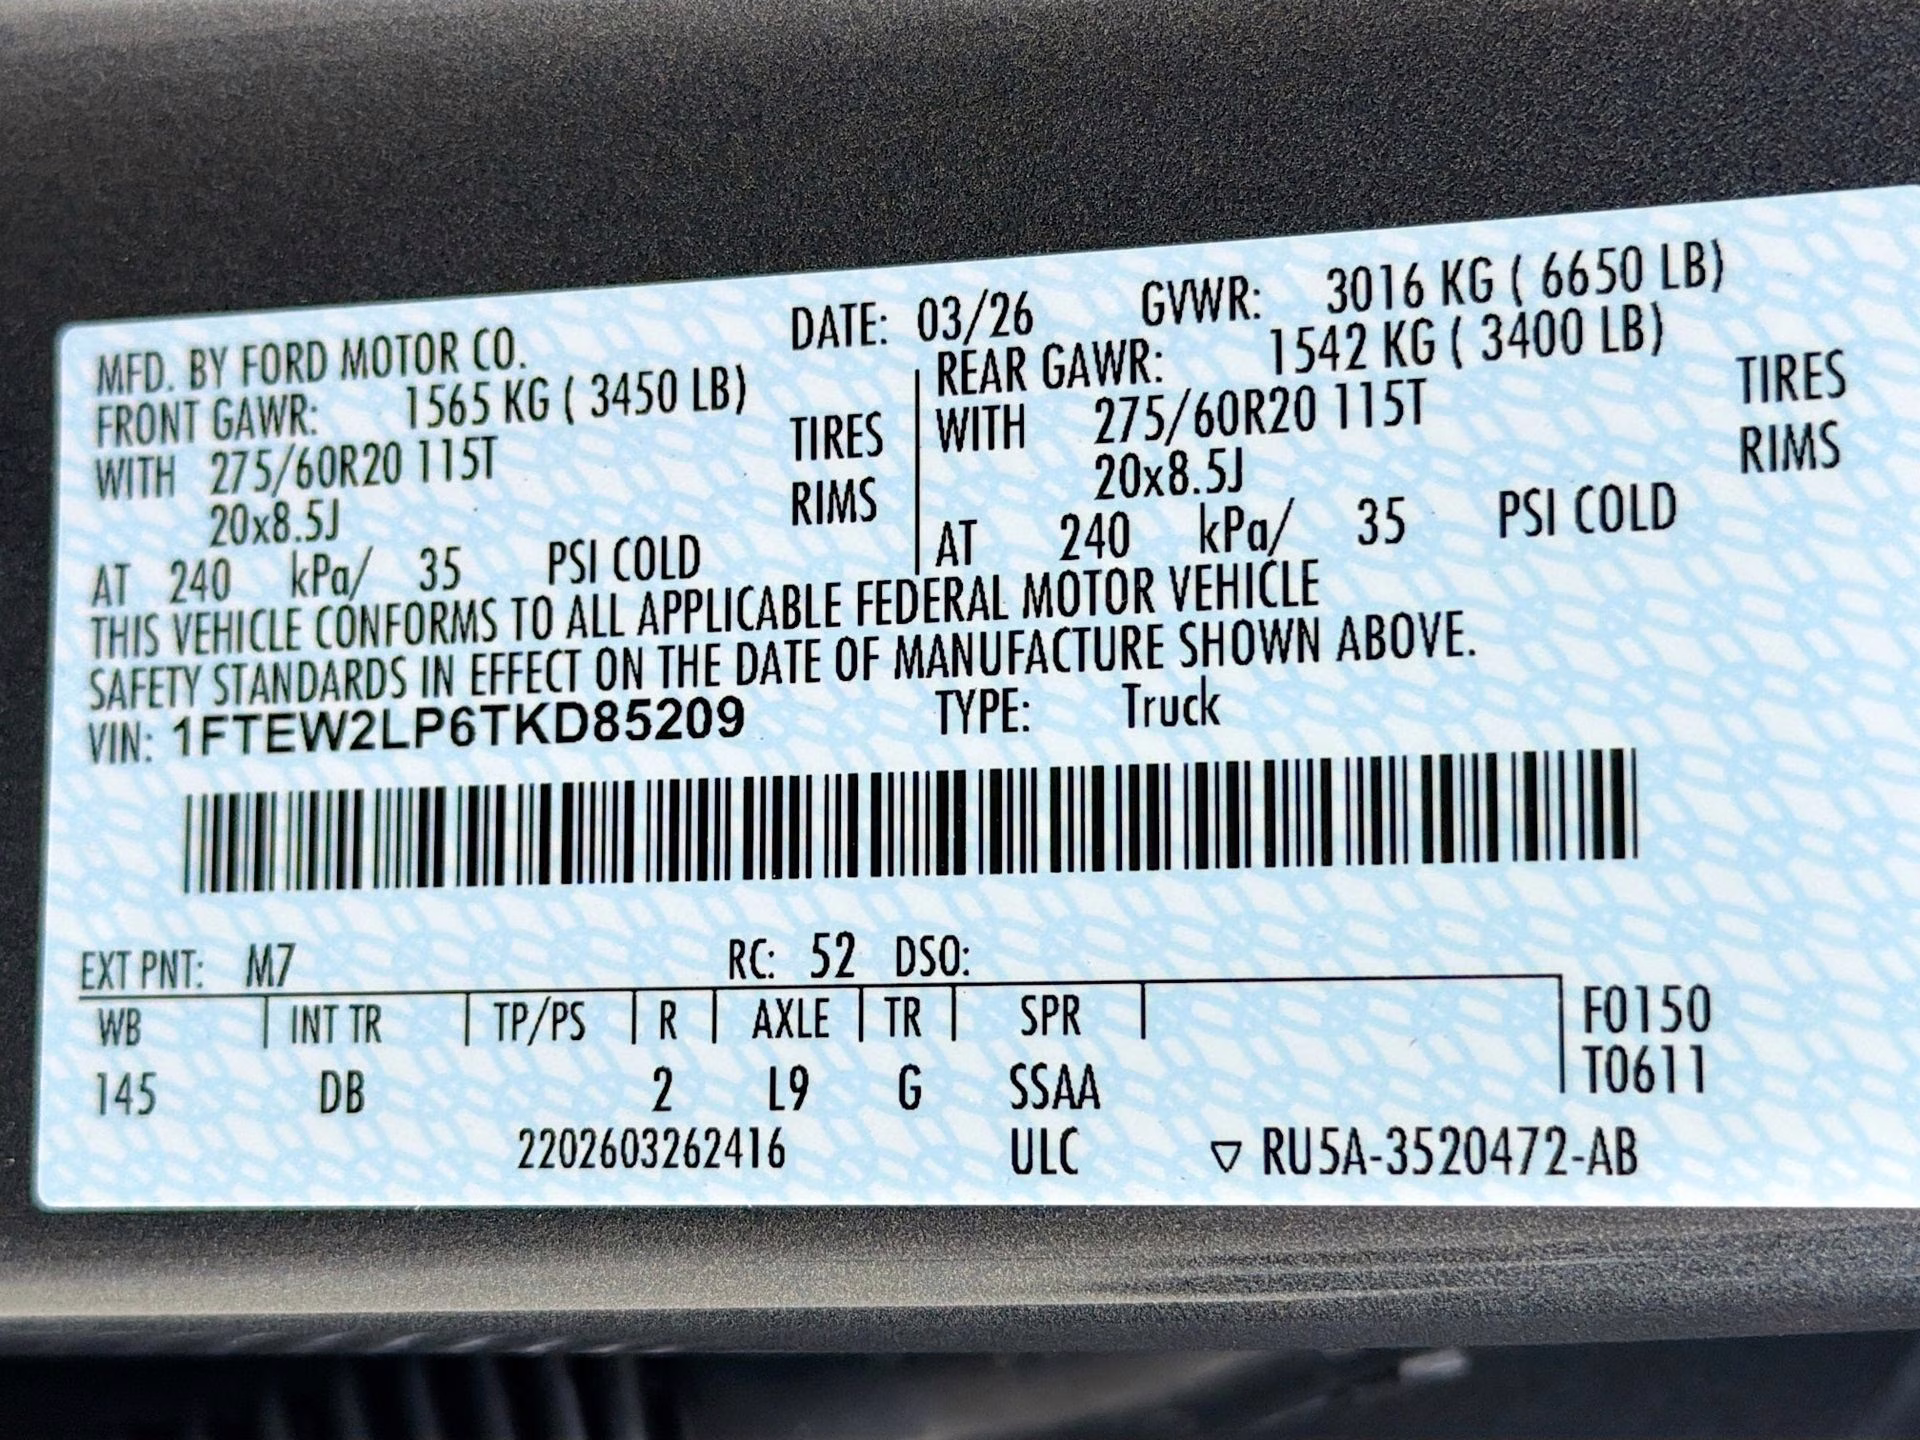 MFD. BY FORD MOTOR CO. DATE: 03/26 GVWR: 3016 KG ( 6650 LB)
FRONT GAWR: 1565 KG ( 3450 LB) REAR GAWR: 1542 KG ( 3400 LB)
WITH 275/60R20 115T TIRES WITH 275/60R20 115T TIRES
20x8.5J RIMS 20x8.5J RIMS
AT 240 kPa/ 35 PSI COLD AT 240 kPa/ 35 PSI COLD
THIS VEHICLE CONFORMS TO ALL APPLICABLE FEDERAL MOTOR VEHICLE
SAFETY STANDARDS IN EFFECT ON THE DATE OF MANUFACTURE SHOWN ABOVE.
VIN: 1FTEW2LP6TKD85209 TYPE: Truck
EXT PNT: M7 RC: 52 DSO:
WB INT TR TP/PS R AXLE TR SPR F0150
145 DB 2 L9 G SSAA T0611
2202603262416 ULC ▽ RU5A-3520472-AB